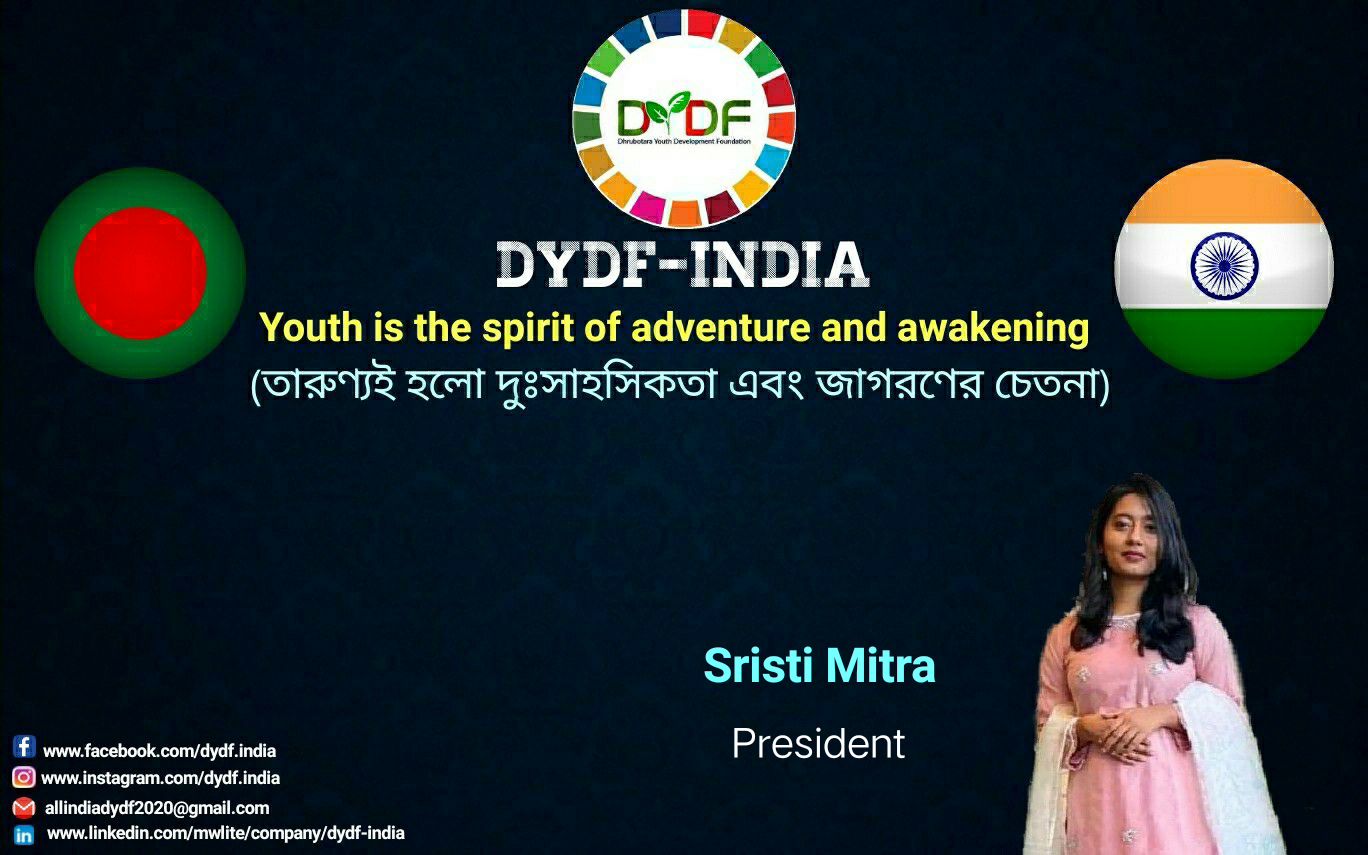 DYDF
Dhrubotara Youth Development Foundation
DYDF-INDIA
Youth is the spirit of adventure and awakening
(তারুণ্যই হলো দুঃসাহসিকতা এবং জাগরণের চেতনা)
Sristi Mitra
President
www.facebook.com/dydf.india
www.instagram.com/dydf.india
allindiadydf2020@gmail.com
www.linkedin.com/mwlite/company/dydf-india